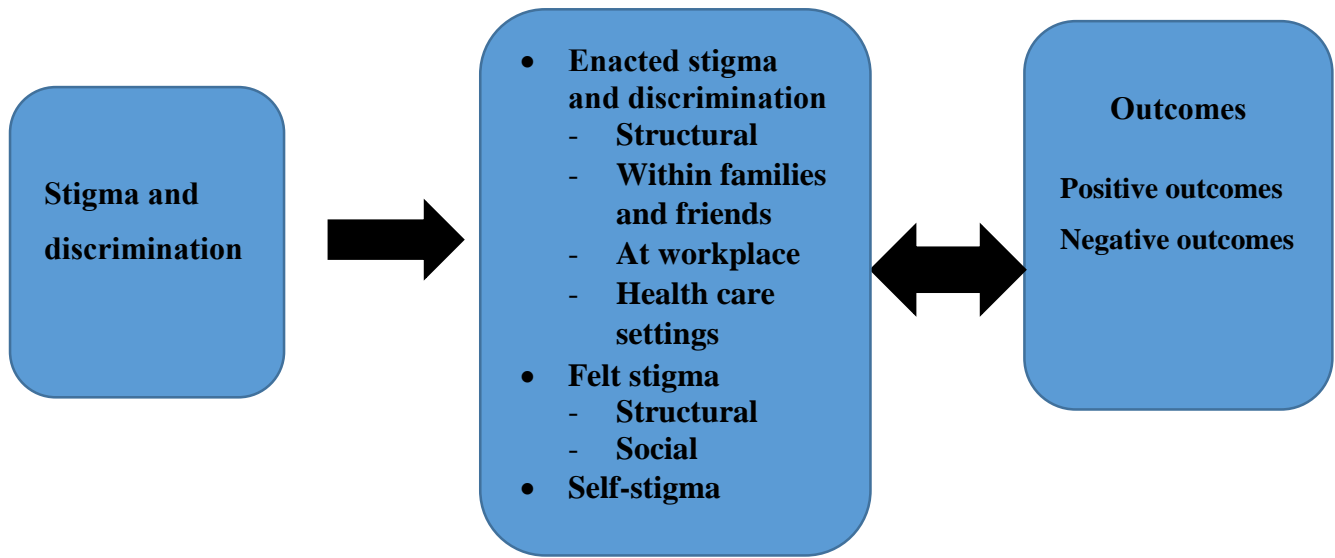 Stigma and
discrimination
• Enacted stigma
and discrimination
- Structural
- Within families
and friends
- At workplace
- Health care
settings
• Felt stigma
- Structural
- Social
• Self-stigma
Outcomes
Positive outcomes
Negative outcomes